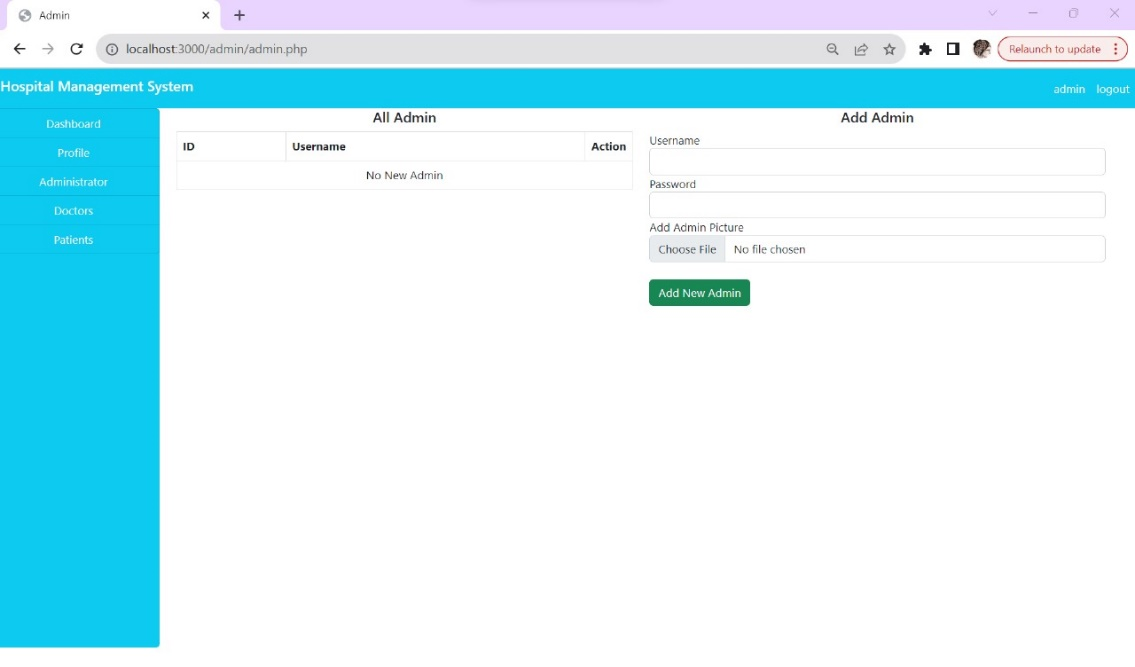 Admin
localhost:3000/admin/admin.php
Relaunch to update
Hospital Management System
admin logout
Dashboard
Profile
Administrator
Doctors
Patients
All Admin
ID Username Action
No New Admin
Add Admin
Username
Password
Add Admin Picture
Choose File No file chosen
Add New Admin